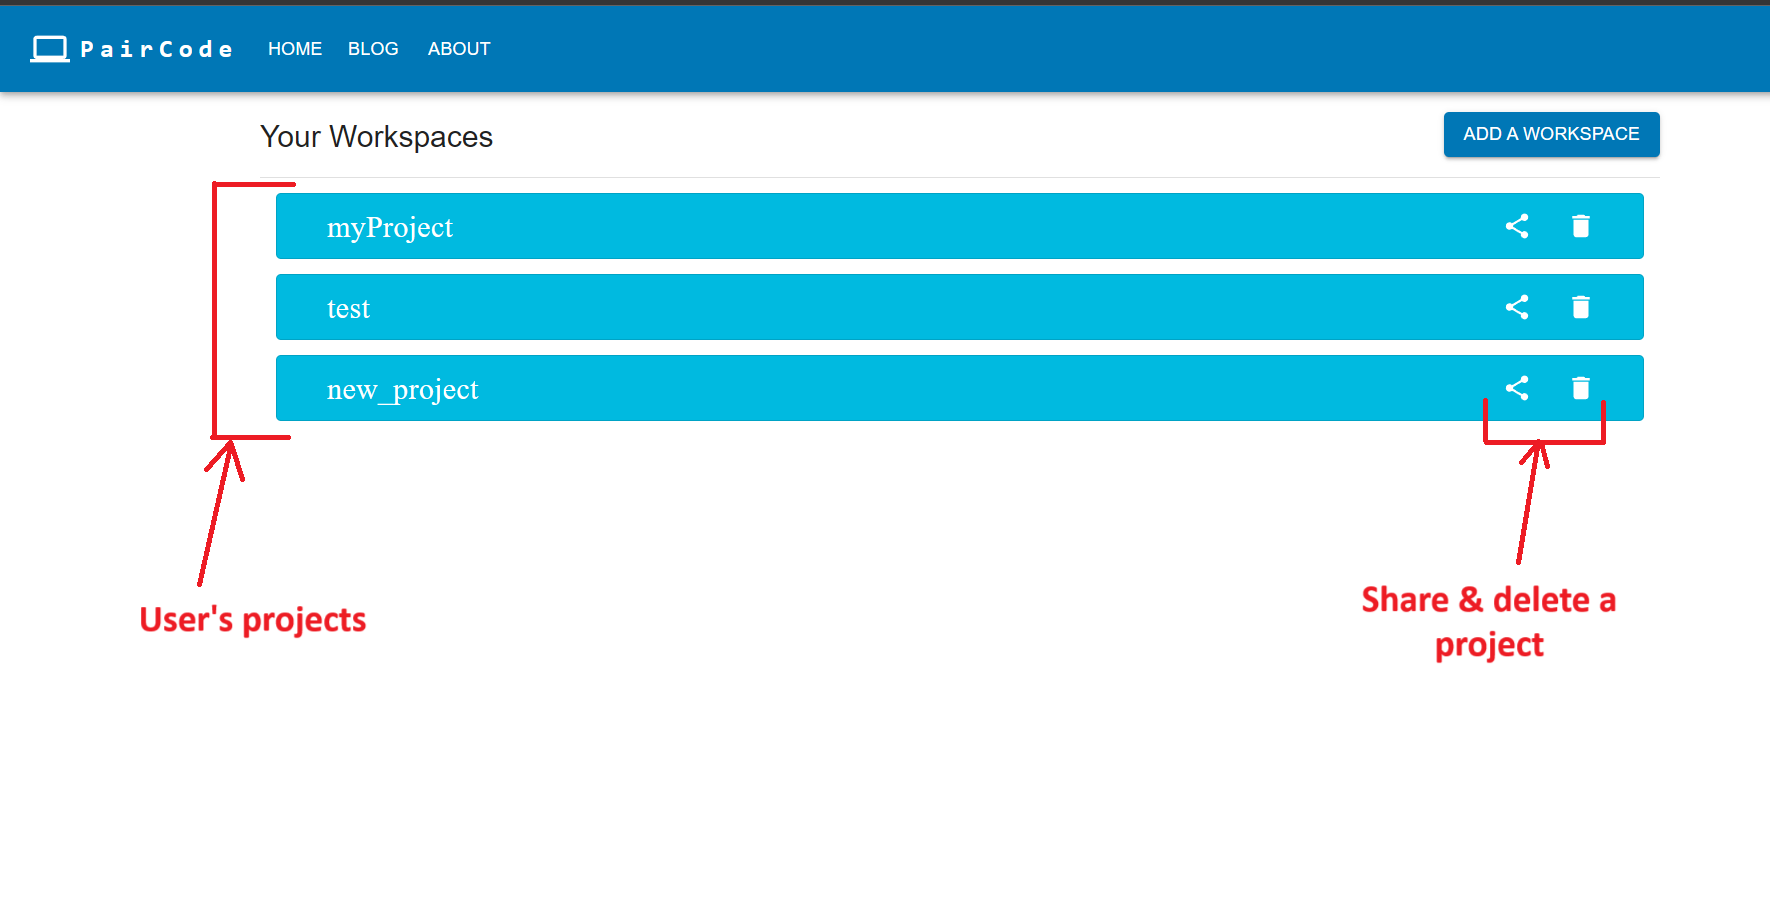 PairCode HOME BLOG ABOUT
Your Workspaces ADD A WORKSPACE
myProject
test
new_project
User's projects
Share & delete a
project